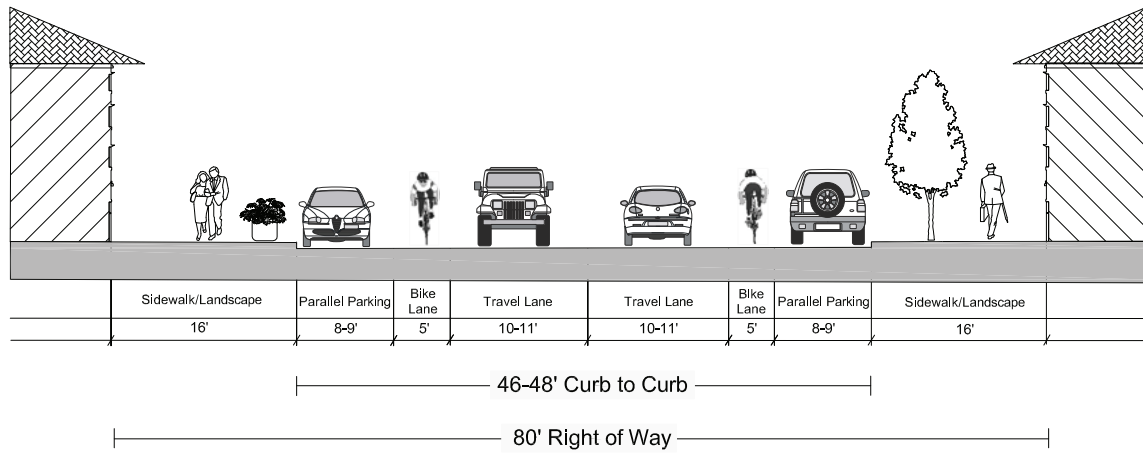 Sidewalk/Landscape
Parallel Parking
Bike
Lane
Travel Lane
Travel Lane
BIke
Lane
Parallel Parking
Sidewalk/Landscape
16'
8-9'
5'
10-11'
10-11'
5'
8-9'
16'
46-48' Curb to Curb
80' Right of Way